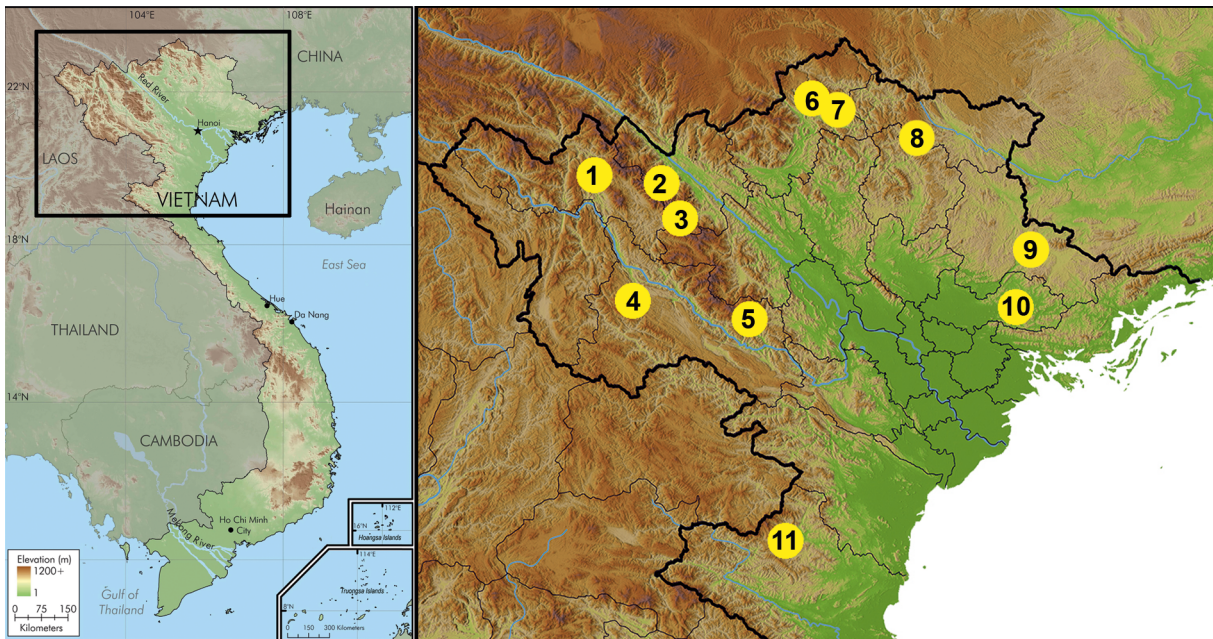 104°E
108°E
CHINA
22°N
Red River
Hanoi
LAOS
VIETNAM
Hainan
18°N
East Sea
Hue
Da Nang
THAILAND
14°N
CAMBODIA
Mekong River
Ho Chi Minh
City
112°E
16°N
Hoangsa Islands
114°E
Truongsa Islands
8°N
0 150 300 Kilometers
Gulf of
Thailand
Elevation (m)
1200+
1
0 75 150
Kilometers
1
2
3
4
5
6
7
8
9
10
11